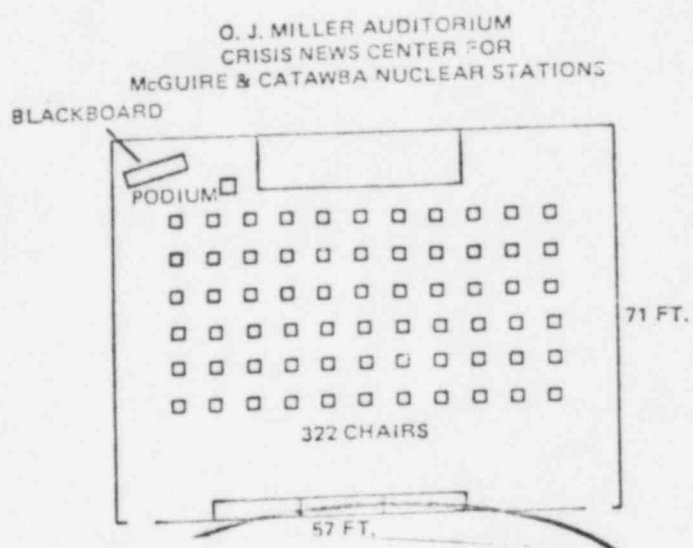 O. J. MILLER AUDITORIUM
CRISIS NEWS CENTER FOR
McGUIRE & CATAWBA NUCLEAR STATIONS
BLACKBOARD
PODIUM
71 FT.
322 CHAIRS
57 FT.